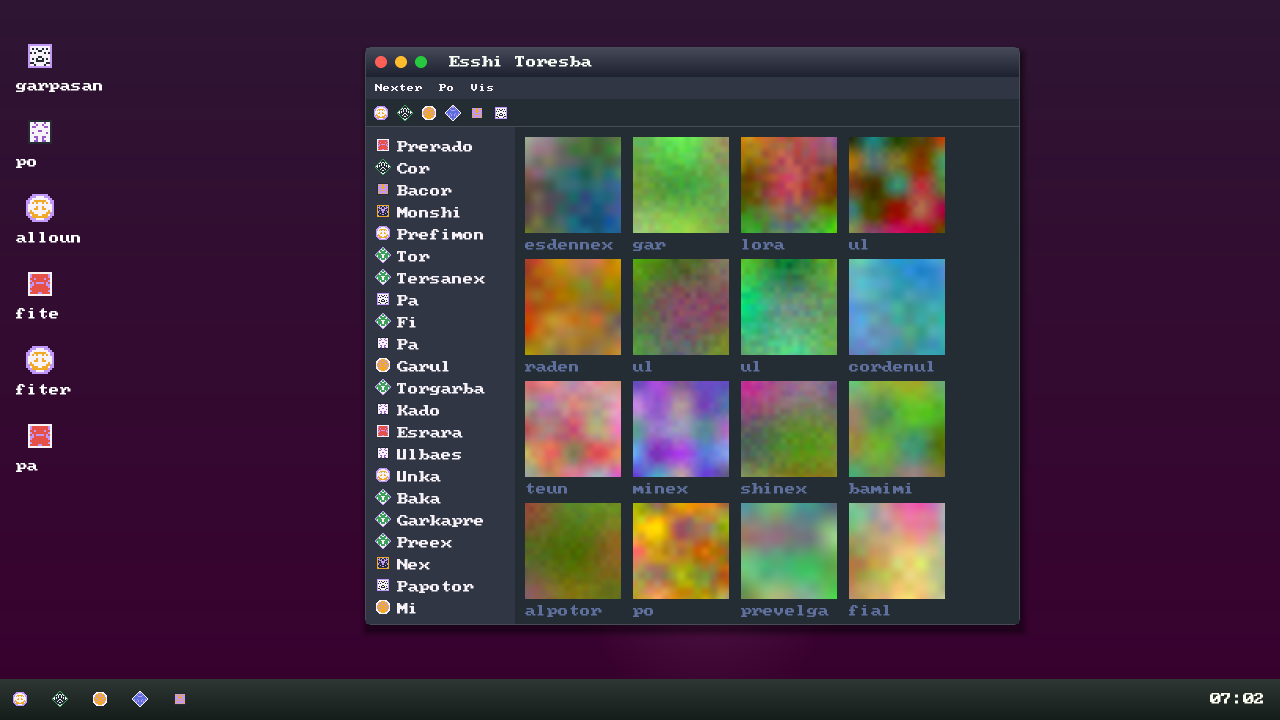 garpasan
po
alloun
fite
fiter
pa
Esshi Toresba
Nexter Po Vis
Prerado
Cor
Bacor
Monshi
Prefimon
Tor
Tersanex
Pa
Fi
Pa
Garul
Torgarba
Kado
Esrara
Ulbaes
Unka
Baka
Garkapre
Preex
Nex
Papotor
Mi
esdennex gar lora ul
raden ul ul cordenul
teun minex shinex bamimi
alpotor po prevelga fial
07:02